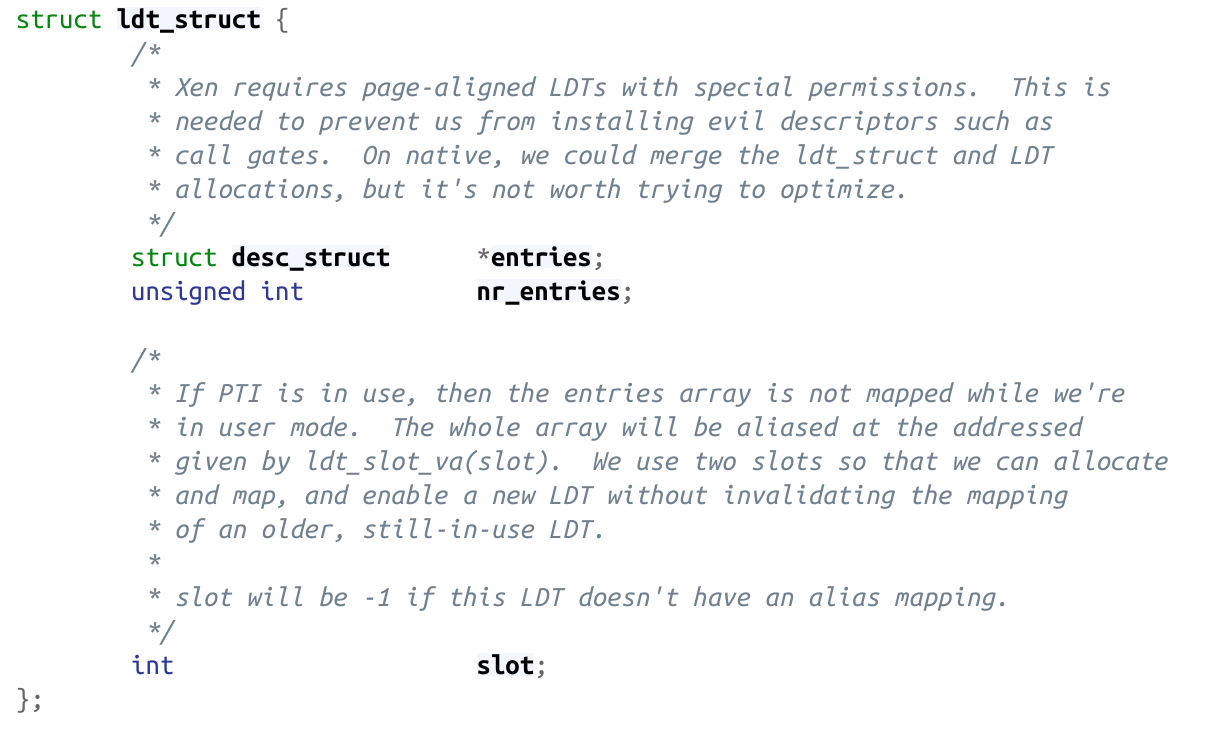 struct ldt_struct {
        /*
         * Xen requires page-aligned LDTs with special permissions.  This is
         * needed to prevent us from installing evil descriptors such as
         * call gates.  On native, we could merge the ldt_struct and LDT
         * allocations, but it's not worth trying to optimize.
         */
        struct desc_struct      *entries;
        unsigned int            nr_entries;

        /*
         * If PTI is in use, then the entries array is not mapped while we're
         * in user mode.  The whole array will be aliased at the addressed
         * given by ldt_slot_va(slot).  We use two slots so that we can allocate
         * and map, and enable a new LDT without invalidating the mapping
         * of an older, still-in-use LDT.
         *
         * slot will be -1 if this LDT doesn't have an alias mapping.
         */
        int                     slot;
};